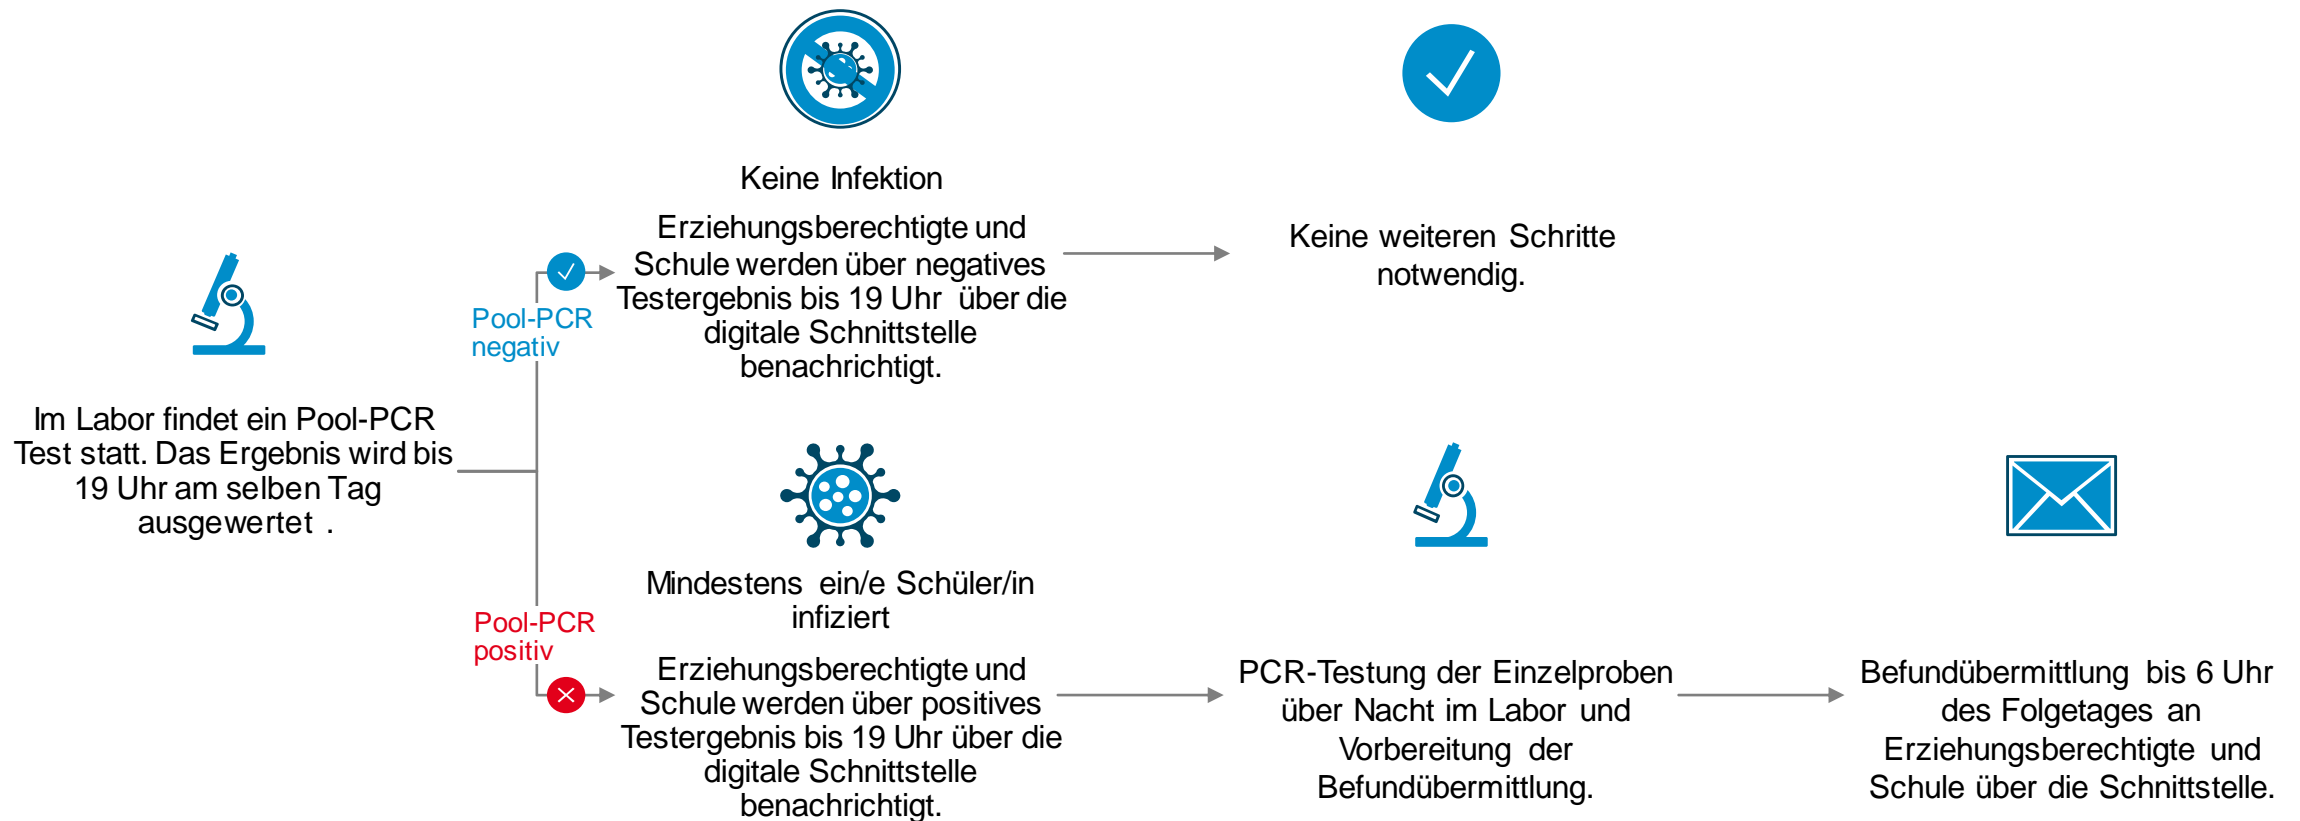 Im Labor findet ein Pool-PCR
Test statt. Das Ergebnis wird bis
19 Uhr am selben Tag
ausgewertet .
Pool-PCR
negativ
Keine Infektion
Erziehungsberechtigte und
Schule werden über negatives
Testergebnis bis 19 Uhr über die
digitale Schnittstelle
benachrichtigt.
Keine weiteren Schritte
notwendig.
Pool-PCR
positiv
Mindestens ein/e Schüler/in
infiziert
Erziehungsberechtigte und
Schule werden über positives
Testergebnis bis 19 Uhr über die
digitale Schnittstelle
benachrichtigt.
PCR-Testung der Einzelproben
über Nacht im Labor und
Vorbereitung der
Befundübermittlung.
Befundübermittlung bis 6 Uhr
des Folgetages an
Erziehungsberechtigte und
Schule über die Schnittstelle.